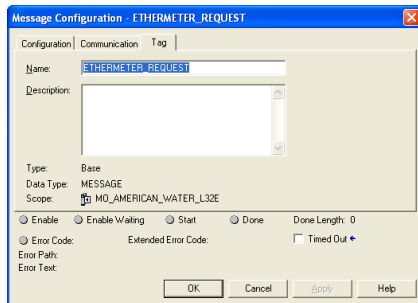 Message Configuration - ETHERMETER_REQUEST
Configuration Communication Tag
Name: ETHERMETER_REQUEST
Description:
Type: Base
Data Type: MESSAGE
Scope: MO_AMERICAN_WATER_L32E
Enable Enable Waiting Start Done Done Length: 0
Error Code: Extended Error Code: Timed Out
Error Path:
Error Text:
OK Cancel Apply Help